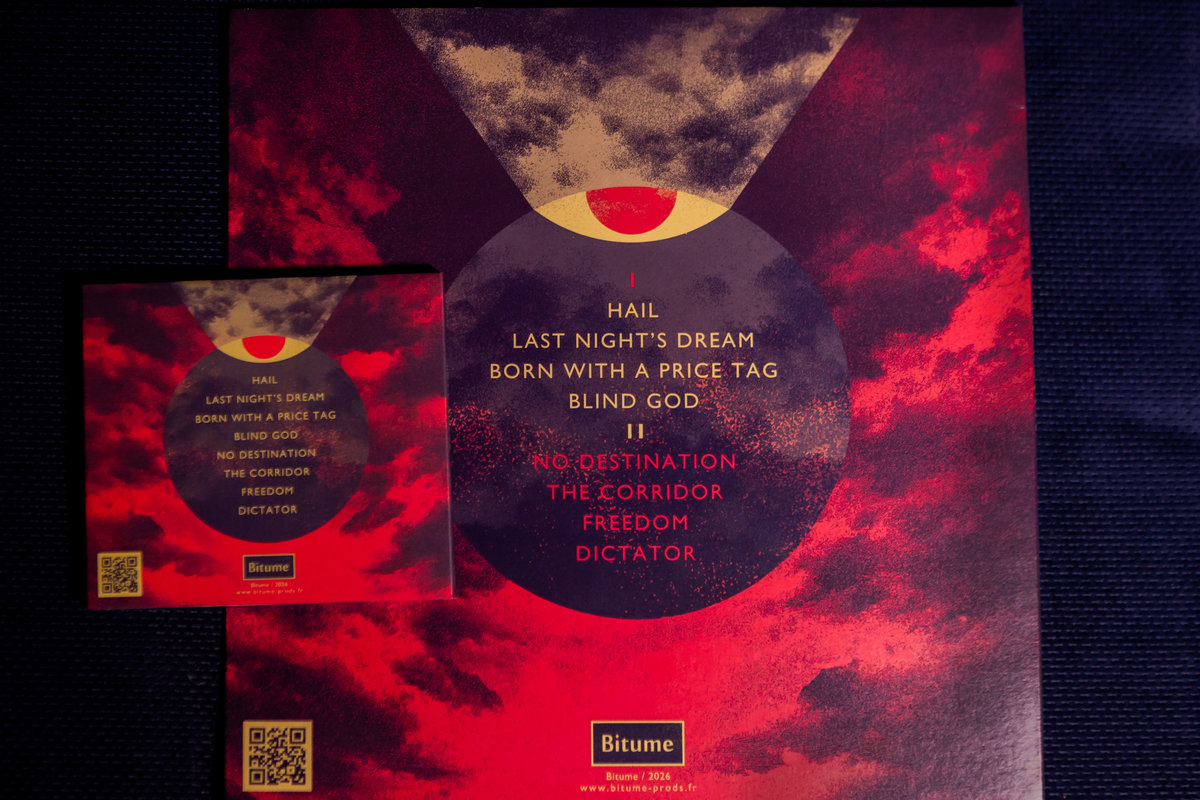 I
HAIL
LAST NIGHT'S DREAM
BORN WITH A PRICE TAG
BLIND GOD
II
NO DESTINATION
THE CORRIDOR
FREEDOM
DICTATOR
Bitume
Bitume / 2026
www.bitume-prods.fr
HAIL
LAST NIGHT'S DREAM
BORN WITH A PRICE TAG
BLIND GOD
NO DESTINATION
THE CORRIDOR
FREEDOM
DICTATOR
Bitume
Bitume / 2026
www.bitume-prods.fr